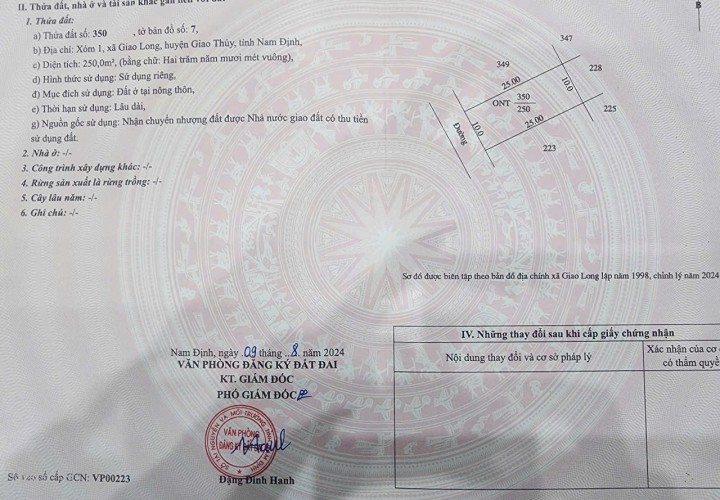 II. Thửa đất, nhà ở và tài sản khác gắn liền với đất
1. Thửa đất:
a) Thửa đất số: 350 , tờ bản đồ số: 7,
b) Địa chỉ: Xóm 1, xã Giao Long, huyện Giao Thủy, tỉnh Nam Định,
c) Diện tích: 250,0m², (bằng chữ: Hai trăm năm mươi mét vuông),
d) Hình thức sử dụng: Sử dụng riêng,
đ) Mục đích sử dụng: Đất ở tại nông thôn,
e) Thời hạn sử dụng: Lâu dài,
g) Nguồn gốc sử dụng: Nhận chuyển nhượng đất được Nhà nước giao đất có thu tiền
sử dụng đất.
2. Nhà ở: -/-
3. Công trình xây dựng khác: -/-
4. Rừng sản xuất là rừng trồng: -/-
5. Cây lâu năm: -/-
6. Ghi chú: -/-
B
347
349
228
25.00
10.0
ONT 350
250
225
Đường
10.0
25.00
223
Sơ đồ được biên tập theo bản đồ địa chính xã Giao Long lập năm 1998, chỉnh lý năm 2024
Nam Định, ngày 09 tháng 8 năm 2024
VĂN PHÒNG ĐĂNG KÝ ĐẤT ĐAI
KT. GIÁM ĐỐC
PHÓ GIÁM ĐỐC
VĂN PHÒNG
ĐĂNG KÝ
Đặng Đình Hanh
Số vào sổ cấp GCN: VP00223
IV. Những thay đổi sau khi cấp giấy chứng nhận
Nội dung thay đổi và cơ sở pháp lý
Xác nhận của cơ
có thẩm quyề